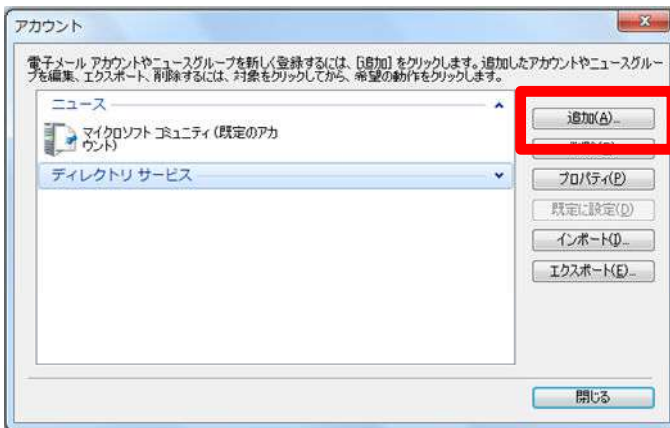 アカウント
電子メール アカウントやニュースグループを新しく登録するには、[追加] をクリックします。追加したアカウントやニュースグルー
プを編集、エクスポート、削除するには、対象をクリックしてから、希望の動作をクリックします。
ニュース
マイクロソフト コミュニティ (既定のアカ
ウント)
ディレクトリ サービス
追加(A)...
プロパティ(P)
既定に設定(D)
インポート(I)...
エクスポート(E)...
閉じる